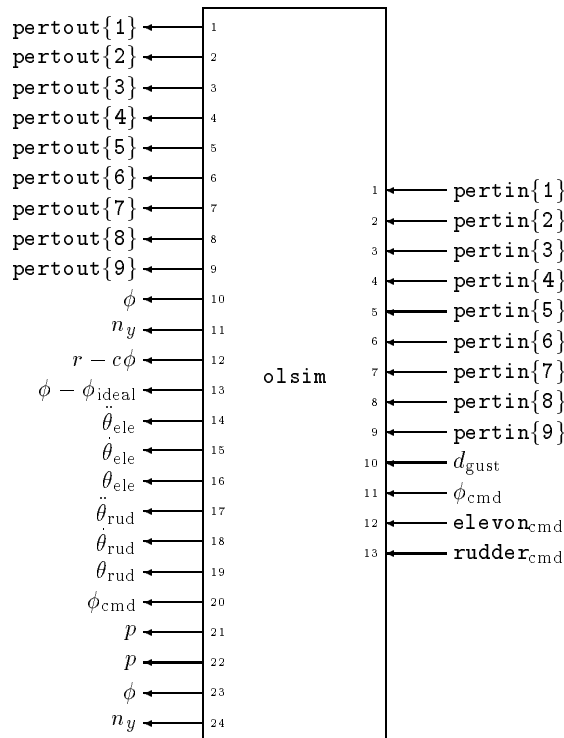 pertout{1} 1
pertout{2} 2
pertout{3} 3
pertout{4} 4
pertout{5} 5
pertout{6} 6
pertout{7} 7
pertout{8} 8
pertout{9} 9
ϕ 10
n_y 11
r − cϕ 12
ϕ − ϕ_ideal 13
θ̈_ele 14
θ̇_ele 15
θ_ele 16
θ̈_rud 17
θ̇_rud 18
θ_rud 19
ϕ_cmd 20
p 21
p 22
ϕ 23
n_y 24
olsim
1 pertin{1}
2 pertin{2}
3 pertin{3}
4 pertin{4}
5 pertin{5}
6 pertin{6}
7 pertin{7}
8 pertin{8}
9 pertin{9}
10 d_gust
11 ϕ_cmd
12 elevon_cmd
13 rudder_cmd